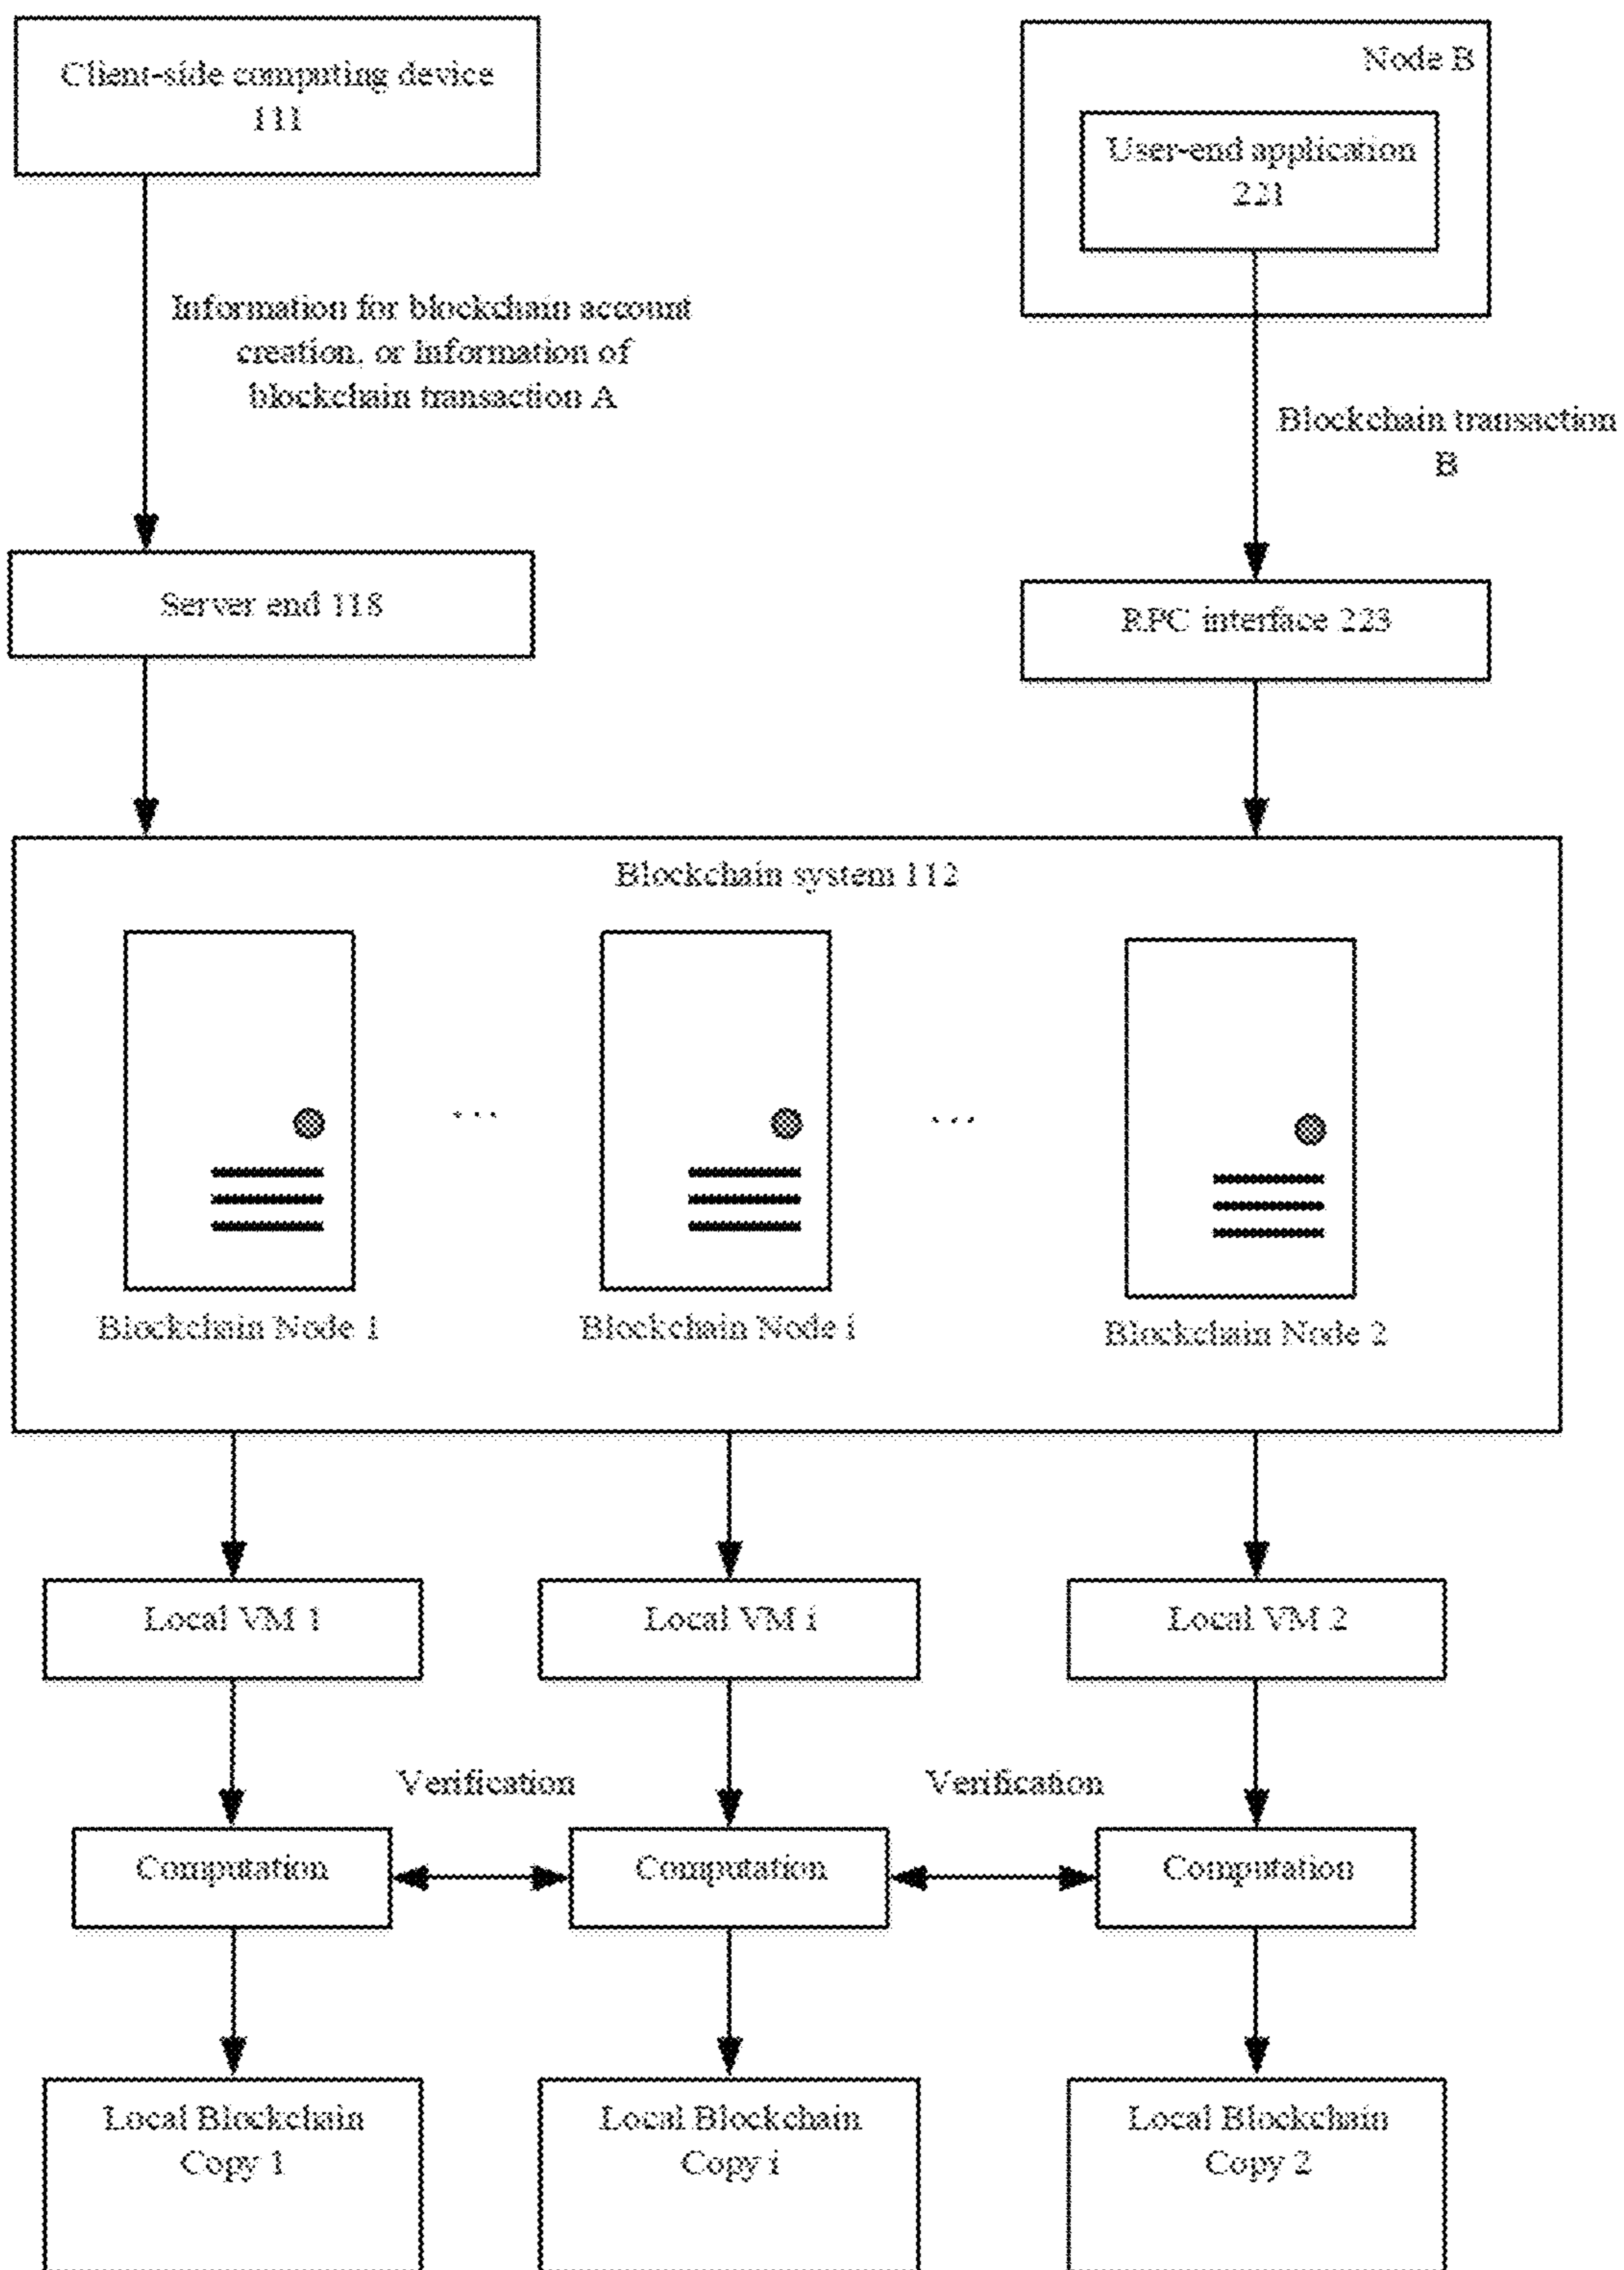 Client-side computing device
111
Node B
User-end application
221
Information for blockchain account
creation, or Information of
blockchain transaction A
Blockchain transaction
B
Server end 118
RPC interface 223
Blockchain system 112
...
...
Blockchain Node 1
Blockchain Node i
Blockchain Node 2
Local VM 1
Local VM i
Local VM 2
Verification
Verification
Computation
Computation
Computation
Local Blockchain
Copy 1
Local Blockchain
Copy i
Local Blockchain
Copy 2